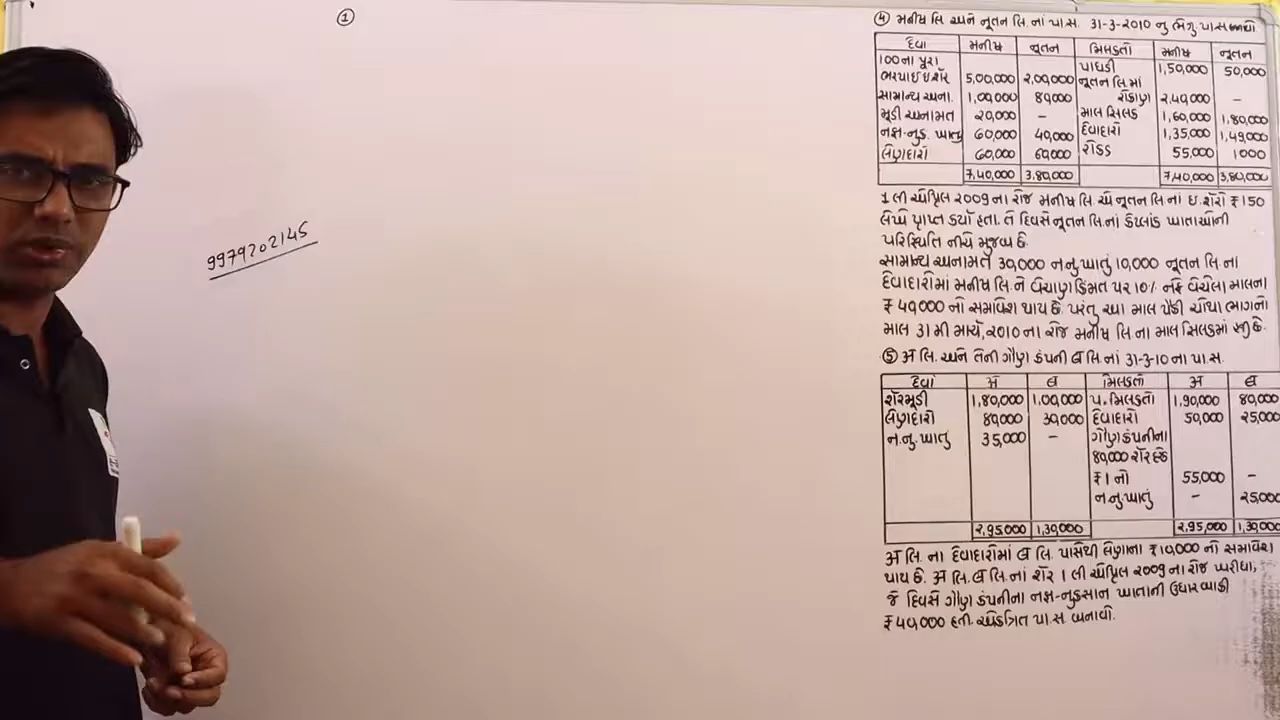 ①
9979202145
④ મનીષ લિ. અને નૂતન લિ. નાં પા.સ. 31-3-2010 નુ મિશ્ર પા.સ બનાવો
દેવા મનીષ નૂતન મિલકતો મનીષ નૂતન
100 ના પૂરા પાઘડી 1,50,000 50,000
ભરપાઇ ઇ.શેર 5,00,000 2,00,000 નૂતન લિ. માં
સામાન્ય અના. 1,00,000 80,000 રોકાણ 2,40,000 –
મૂડી અનામત 20,000 – માલ સિલક 1,60,000 1,80,000
નફા-નુક. ખાતુ 60,000 40,000 દેવાદારો 1,35,000 1,49,000
લેણદારો 60,000 60,000 રોકડ 55,000 1000
7,40,000 3,80,000 7,40,000 3,80,000
1 લી એપ્રિલ 2009 ના રોજ મનીષ લિ. એ નૂતન લિ. નાં ઇ. શેરો ₹ 150
લેખે પ્રાપ્ત કર્યા હતા. તે દિવસે નૂતન લિ. નાં કેટલાંક ખાતાઓની
પરિસ્થિતિ નીચે મુજબ છે.
સામાન્ય અનામત 30,000 ન.નુ. ખાતું 10,000 નૂતન લિ. ના
દેવાદારોમાં મનીષ લિ. ને વેચાણ કિંમત પર 10% નફે વેચેલા માલના
₹ 40,000 નો સમાવેશ થાય છે. પરંતુ આ માલ પૈકી ચોથા ભાગનો
માલ 31 મી માર્ચ, 2010 ના રોજ મનીષ લિ. ના માલ સિલકમાં છે.
⑤ अ લિ. અને તેની ગૌણ કંપની ब લિ. નાં 31-3-10 ના પા.સ.
દેવાં अ ब મિલકતો अ ब
શેરમૂડી 1,80,000 1,00,000 પ. મિલકતો 1,90,000 80,000
લેણદારો 80,000 30,000 દેવાદારો 50,000 25,000
ન.નુ. ખાતુ 35,000 – ગૌણ કંપનીના
80,000 શેર દરેક
₹ 1 નો 55,000 –
ન નુ. ખાતું – 25,000
2,95,000 1,30,000 2,95,000 1,30,000
अ લિ. ના દેવાદારોમાં ब લિ. પાસેથી લેણાના ₹ 10,000 નો સમાવેશ
થાય છે. अ લિ. ब લિ. નાં શેર 1 લી એપ્રિલ 2009 ના રોજ ખરીદ્યા,
જે દિવસે ગૌણ કંપનીના નફા-નુકસાન ખાતાની ઉધાર બાકી
₹ 40,000 હતી. એકત્રિત પા.સ. બનાવો.